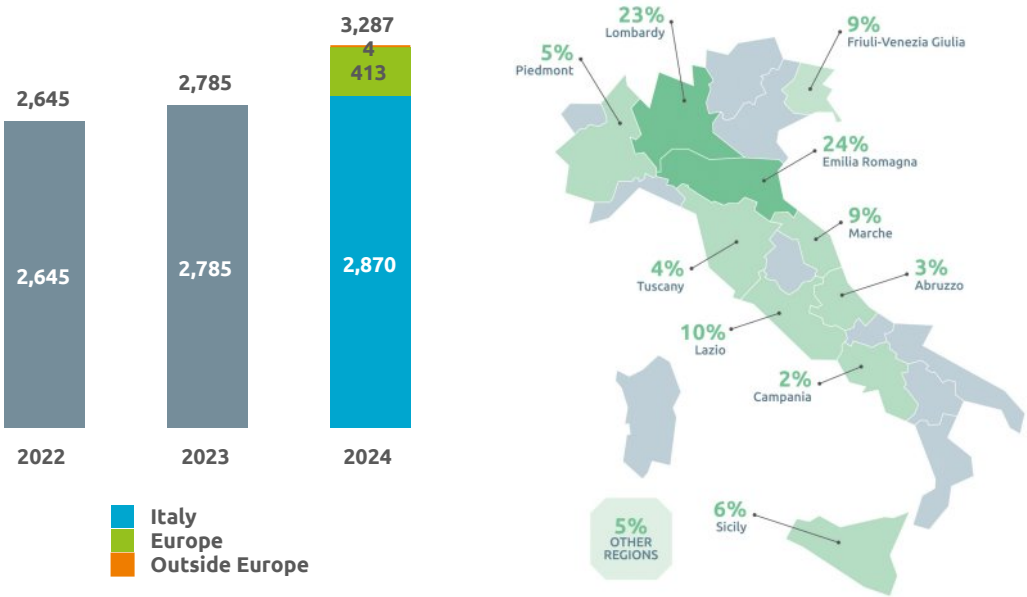 3,287
4
413
2,785
2,645
2,645
2,785
2,870
2022
2023
2024
Italy
Europe
Outside Europe
23%
Lombardy
9%
Friuli-Venezia Giulia
5%
Piedmont
24%
Emilia Romagna
9%
Marche
4%
Tuscany
3%
Abruzzo
10%
Lazio
2%
Campania
6%
Sicily
5%
OTHER
REGIONS